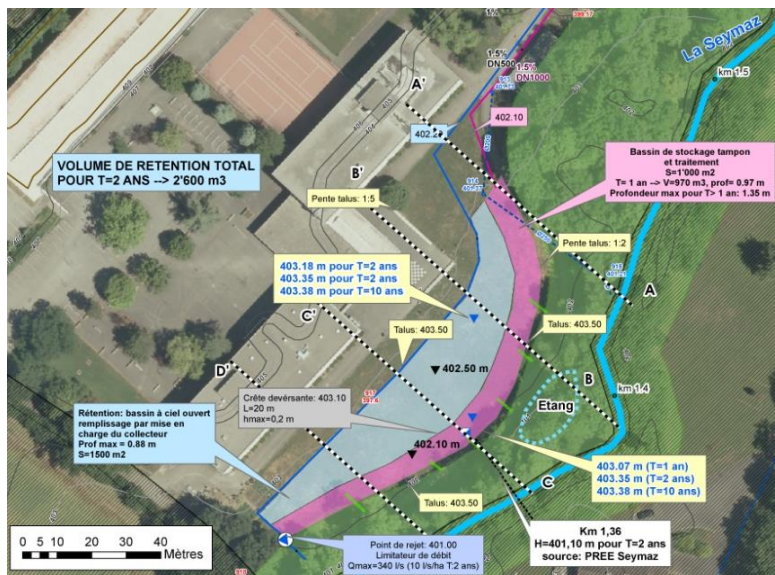 La Seymaz
km 1.5
1.5%
DN500
1.5%
DN1000
A'
402.10
VOLUME DE RETENTION TOTAL
POUR T=2 ANS --> 2'600 m3
B'
Bassin de stockage tampon
et traitement
S=1'000 m2
T= 1 an --> V=970 m3, prof= 0.97 m
Profondeur max pour T> 1 an: 1.35 m
Pente talus: 1:5
Pente talus: 1:2
403.18 m pour T=2 ans
403.35 m pour T=2 ans
403.38 m pour T=10 ans
A
C'
Talus: 403.50
Talus: 403.50
D'
402.50 m
B
km 1.4
Crête devérsante: 403.10
L=20 m
hmax=0,2 m
Etang
Rétention: bassin à ciel ouvert
remplissage par mise en
charge du collecteur
Prof max = 0.88 m
S=1500 m2
402.10 m
403.07 m (T=1 an)
403.35 m (T=2 ans)
403.38 m (T=10 ans)
C
Talus: 403.50
Km 1,36
H=401,10 m pour T=2 ans
source: PREE Seymaz
0 5 10 20 30 40
Mètres
Point de rejet: 401.00
Limitateur de débit
Qmax=340 l/s (10 l/s/ha T:2 ans)